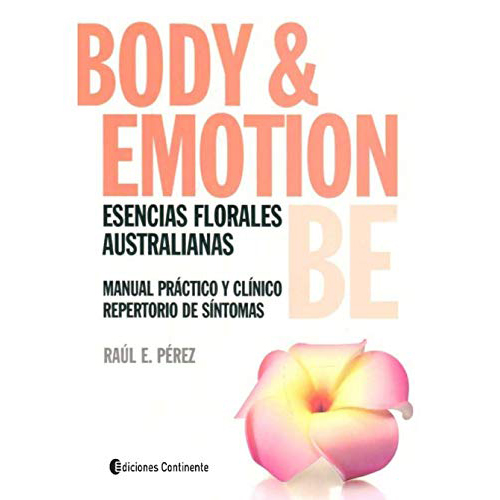 BODY &
EMOTION
ESENCIAS FLORALES
AUSTRALIANAS
BE
MANUAL PRÁCTICO Y CLÍNICO
REPERTORIO DE SÍNTOMAS
RAÚL E. PÉREZ
Ediciones Continente